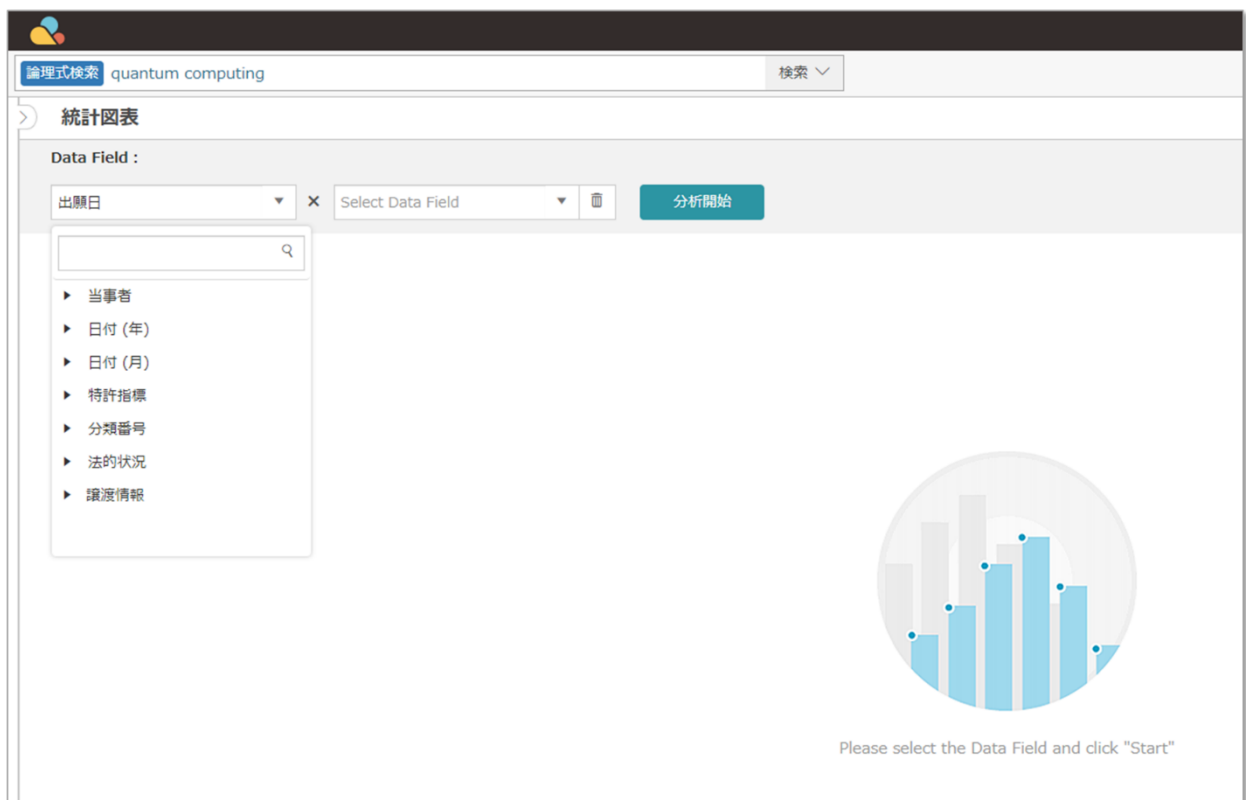 論理式検索 quantum computing 検索
統計図表
Data Field :
出願日 × Select Data Field 分析開始
当事者
日付 (年)
日付 (月)
特許指標
分類番号
法的状況
譲渡情報
Please select the Data Field and click "Start"